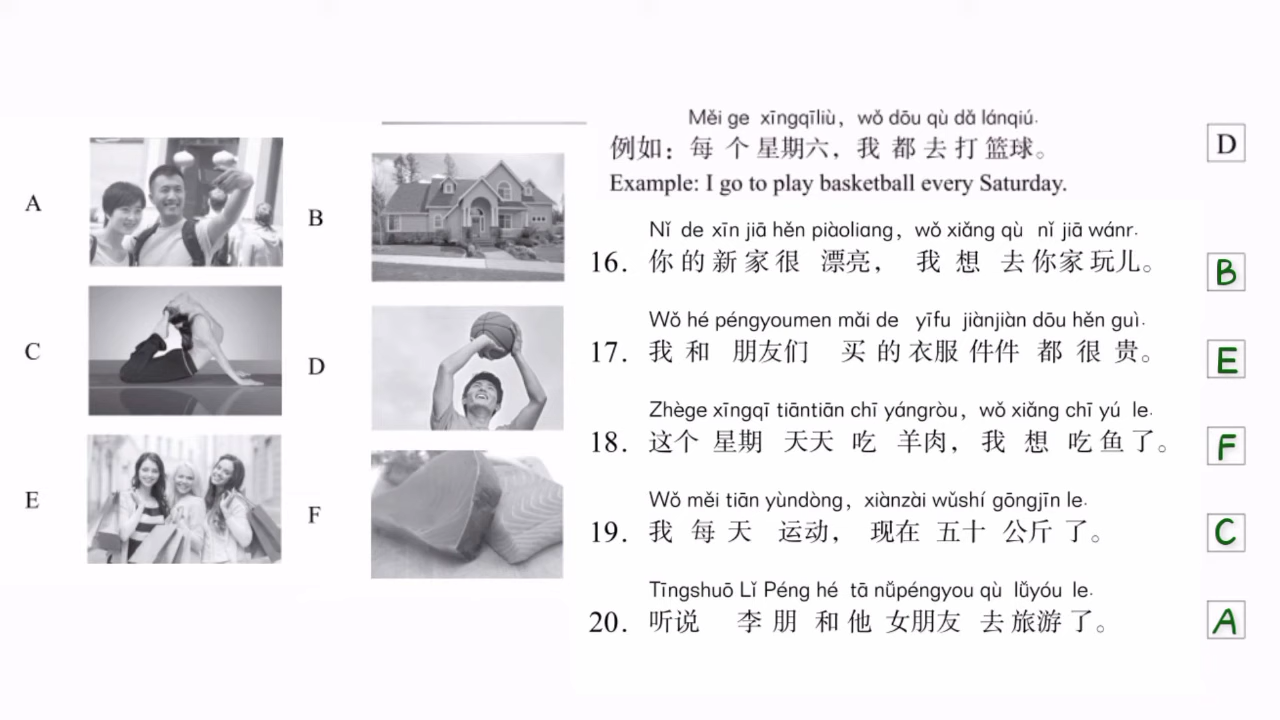 A
B
C
D
E
F
Měi ge xīngqīliù, wǒ dōu qù dǎ lánqiú.
例如：每个星期六，我都去打篮球。 D
Example: I go to play basketball every Saturday.
Nǐ de xīn jiā hěn piàoliang, wǒ xiǎng qù nǐ jiā wánr.
16. 你的新家很漂亮，我想去你家玩儿。 B
Wǒ hé péngyoumen mǎi de yīfu jiànjiàn dōu hěn guì.
17. 我和朋友们买的衣服件件都很贵。 E
Zhège xīngqī tiāntiān chī yángròu, wǒ xiǎng chī yú le.
18. 这个星期天天吃羊肉，我想吃鱼了。 F
Wǒ měi tiān yùndòng, xiànzài wǔshí gōngjīn le.
19. 我每天运动，现在五十公斤了。 C
Tīngshuō Lǐ Péng hé tā nǚpéngyou qù lǚyóu le.
20. 听说李朋和他女朋友去旅游了。 A